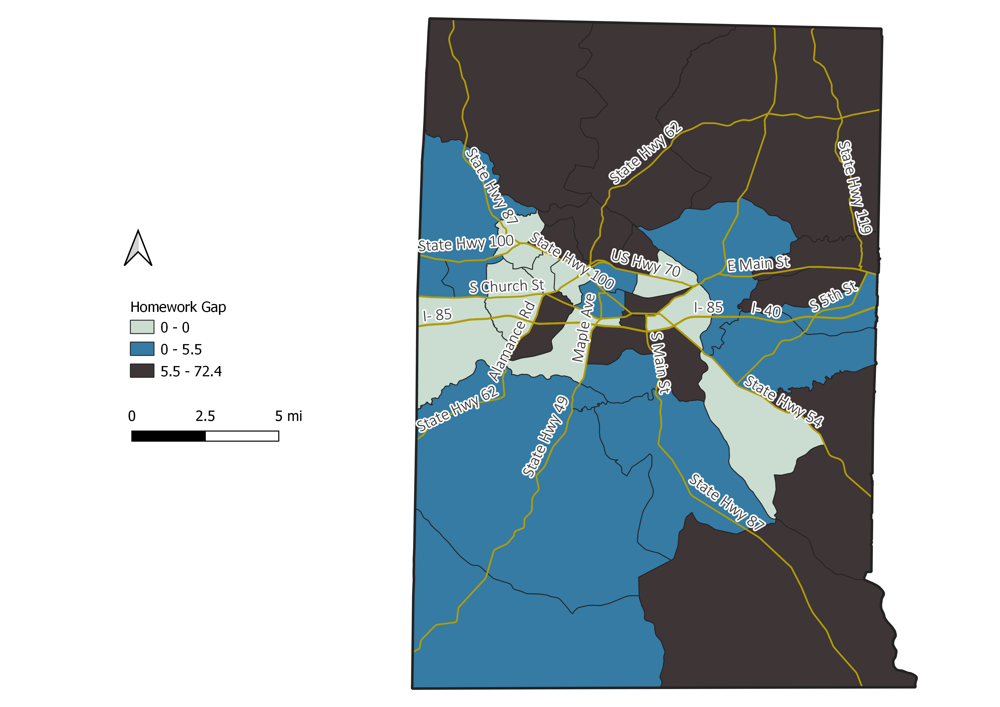 State Hwy 62
State Hwy 119
State Hwy 87
State Hwy 100
State Hwy 100
US Hwy 70
E Main St
S Church St
S 5th St
I- 85
I- 85
I- 40
Maple Ave
Alamance Rd
S Main St
State Hwy 62
State Hwy 54
State Hwy 49
State Hwy 87
Homework Gap
0 - 0
0 - 5.5
5.5 - 72.4
0 2.5 5 mi